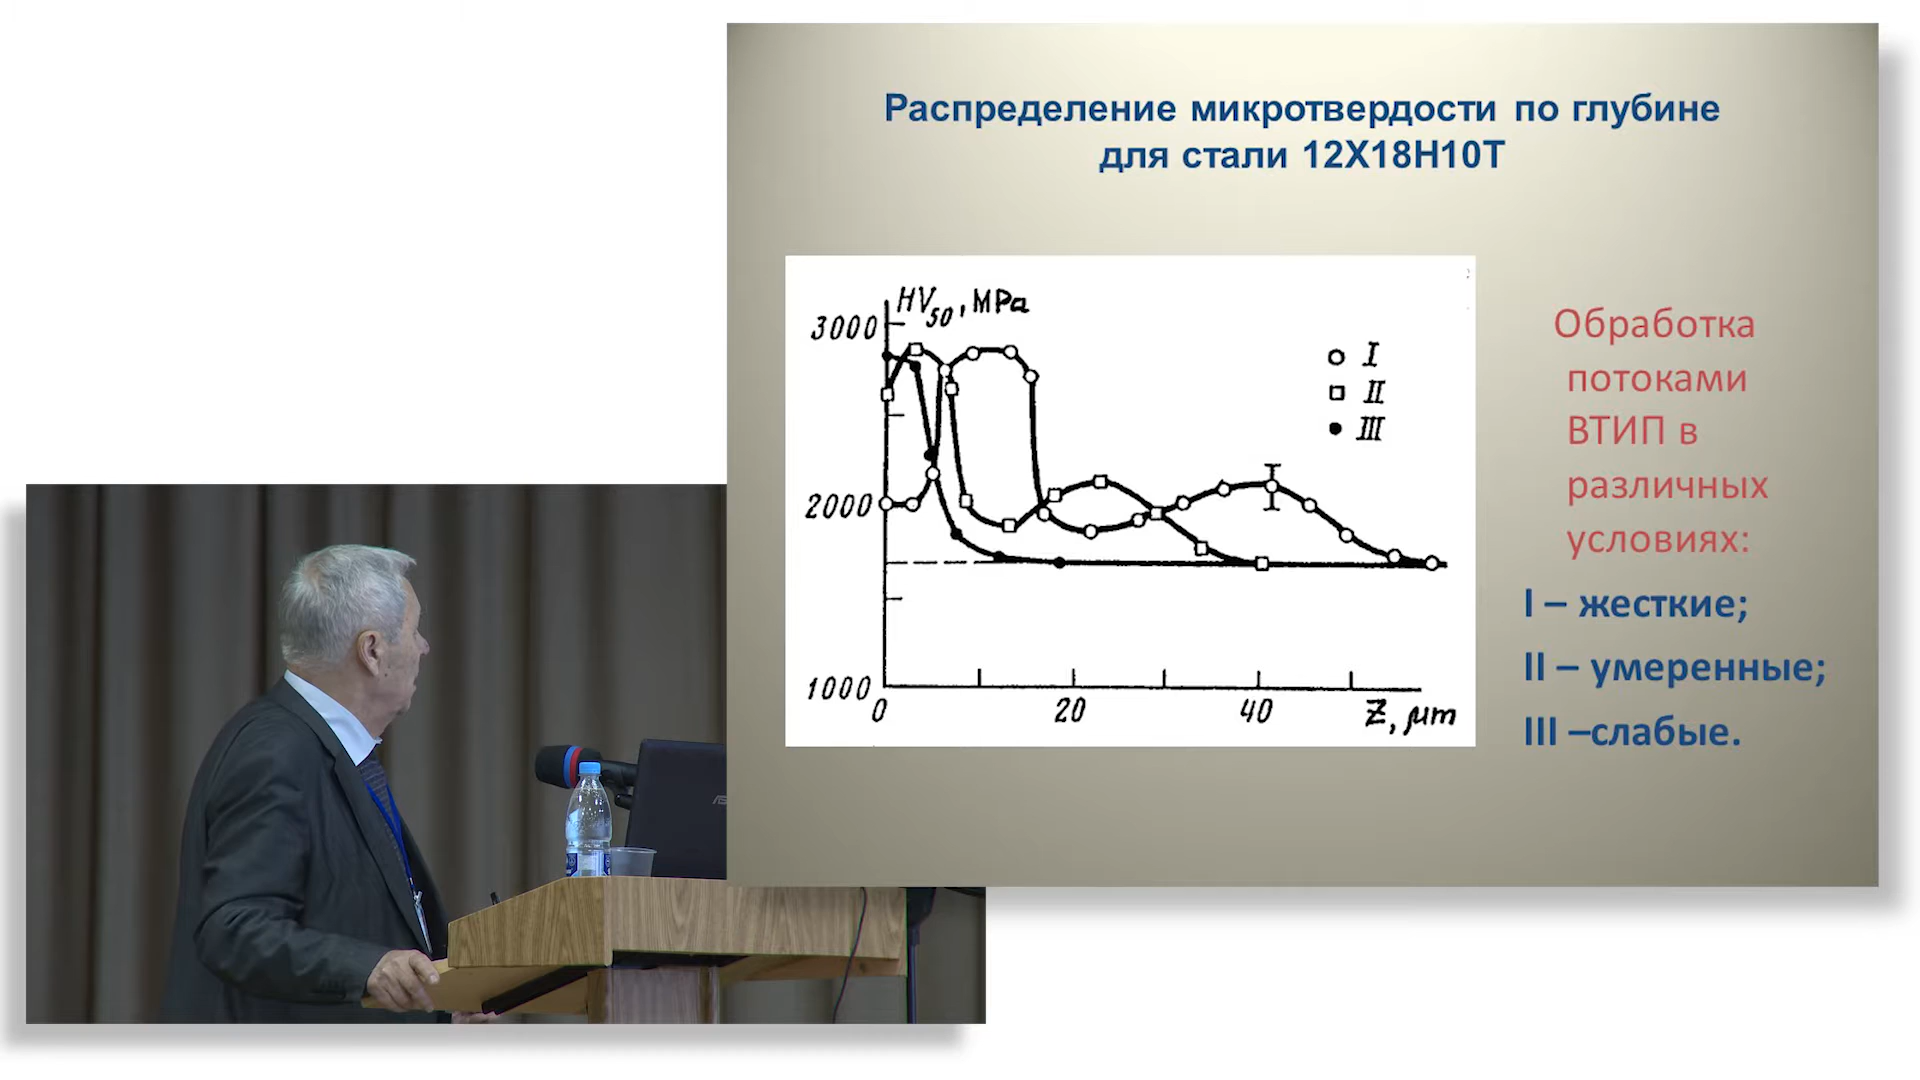 Распределение микротвердости по глубине
для стали 12Х18Н10Т
HV50, MPa
3000
2000
1000
0
20
40
Z, μm
I
II
III
Обработка
потоками
ВТИП в
различных
условиях:
I – жесткие;
II – умеренные;
III –слабые.